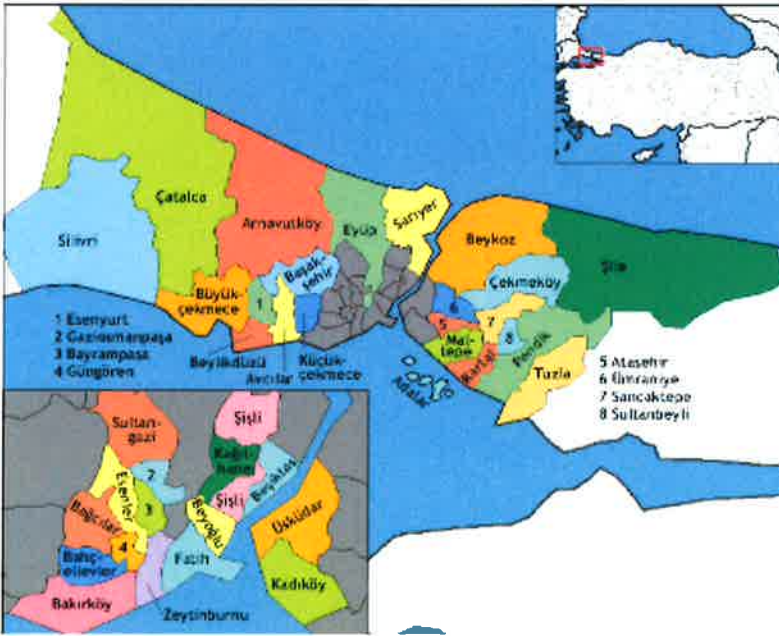 Çatalca
Silivri
Arnavutköy
Eyüp
Sarıyer
Başak-
şehir
Büyük-
çekmece
1
Beylikdüzü
Avcılar
Küçük-
çekmece
1 Esenyurt
2 Gaziosmanpaşa
3 Bayrampaşa
4 Güngören
Beykoz
Şile
Çekmeköy
6
7
5
8
Mal-
tepe
Kartal
Pendik
Tuzla
Adalar
5 Ataşehir
6 Ümraniye
7 Sancaktepe
8 Sultanbeyli
Sultan-
gazi
Şişli
Kağıt-
hane
Esenler
2
3
Şişli
Beşiktaş
Bağcılar
Beyoğlu
Üsküdar
4
Bahç-
elievler
Fatih
Bakırköy
Kadıköy
Zeytinburnu